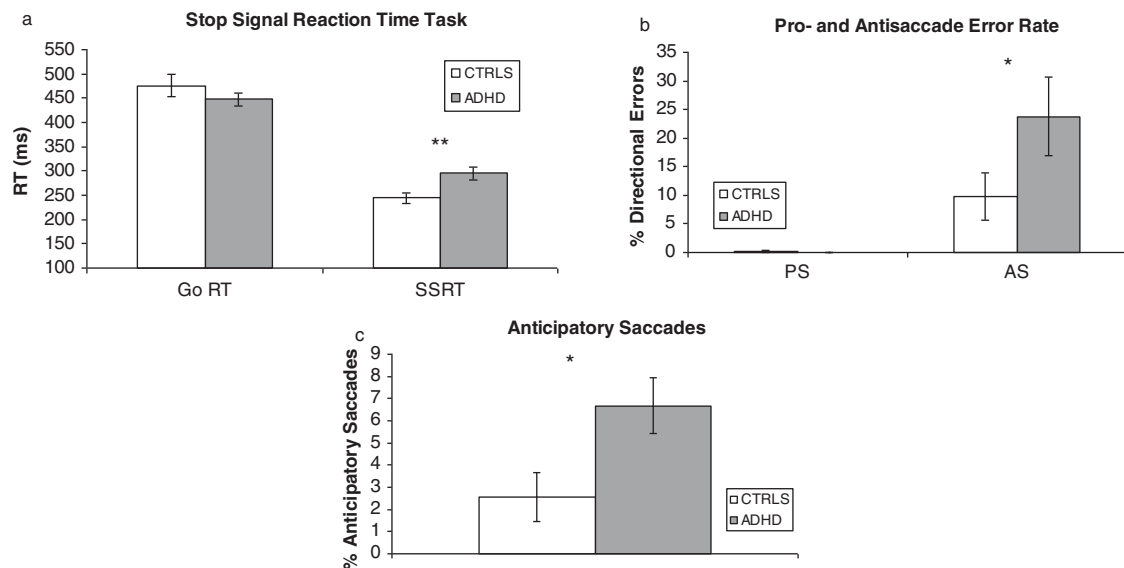 a
Stop Signal Reaction Time Task
550
500
450
400
350
300
250
200
150
100
RT (ms)
CTRLS
ADHD
**
Go RT
SSRT
b
Pro- and Antisaccade Error Rate
35
30
25
20
15
10
5
0
% Directional Errors
*
CTRLS
ADHD
PS
AS
c
Anticipatory Saccades
9
8
7
6
5
4
3
2
1
0
% Anticipatory Saccades
*
CTRLS
ADHD